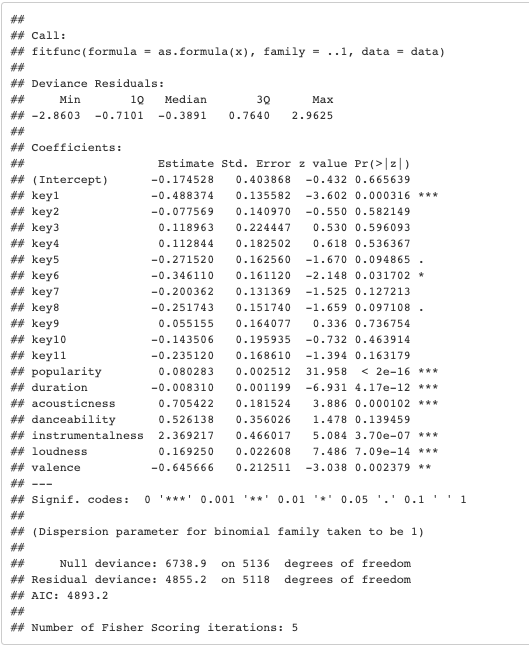 ##
## Call:
## fitfunc(formula = as.formula(x), family = ..1, data = data)
##
## Deviance Residuals:
##     Min       1Q   Median       3Q      Max
## -2.8603  -0.7101  -0.3891   0.7640   2.9625
##
## Coefficients:
##                   Estimate Std. Error z value Pr(>|z|)
## (Intercept)      -0.174528   0.403868  -0.432 0.665639
## key1             -0.488374   0.135582  -3.602 0.000316 ***
## key2             -0.077569   0.140970  -0.550 0.582149
## key3              0.118963   0.224447   0.530 0.596093
## key4              0.112844   0.182502   0.618 0.536367
## key5             -0.271520   0.162560  -1.670 0.094865 .
## key6             -0.346110   0.161120  -2.148 0.031702 *
## key7             -0.200362   0.131369  -1.525 0.127213
## key8             -0.251743   0.151740  -1.659 0.097108 .
## key9              0.055155   0.164077   0.336 0.736754
## key10            -0.143506   0.195935  -0.732 0.463914
## key11            -0.235120   0.168610  -1.394 0.163179
## popularity        0.080283   0.002512  31.958  < 2e-16 ***
## duration         -0.008310   0.001199  -6.931 4.17e-12 ***
## acousticness      0.705422   0.181524   3.886 0.000102 ***
## danceability      0.526138   0.356026   1.478 0.139459
## instrumentalness  2.369217   0.466017   5.084 3.70e-07 ***
## loudness          0.169250   0.022608   7.486 7.09e-14 ***
## valence          -0.645666   0.212511  -3.038 0.002379 **
## ---
## Signif. codes:  0 '***' 0.001 '**' 0.01 '*' 0.05 '.' 0.1 ' ' 1
##
## (Dispersion parameter for binomial family taken to be 1)
##
##     Null deviance: 6738.9  on 5136  degrees of freedom
## Residual deviance: 4855.2  on 5118  degrees of freedom
## AIC: 4893.2
##
## Number of Fisher Scoring iterations: 5